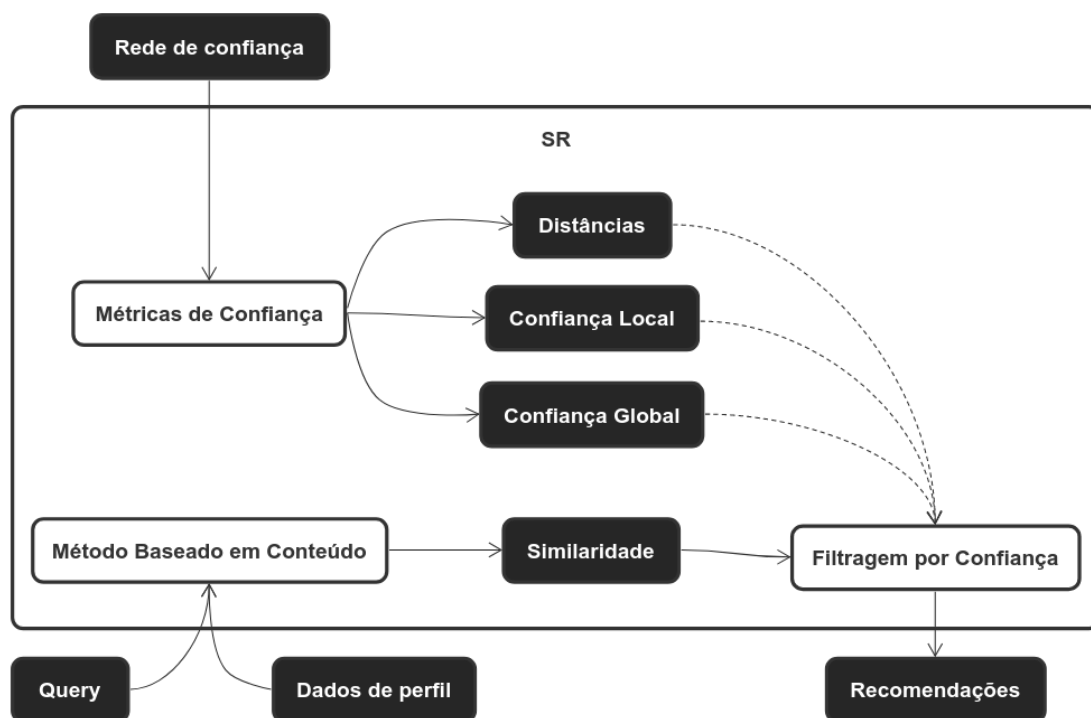 Rede de confiança
SR
Distâncias
Métricas de Confiança
Confiança Local
Confiança Global
Método Baseado em Conteúdo
Similaridade
Filtragem por Confiança
Query
Dados de perfil
Recomendações